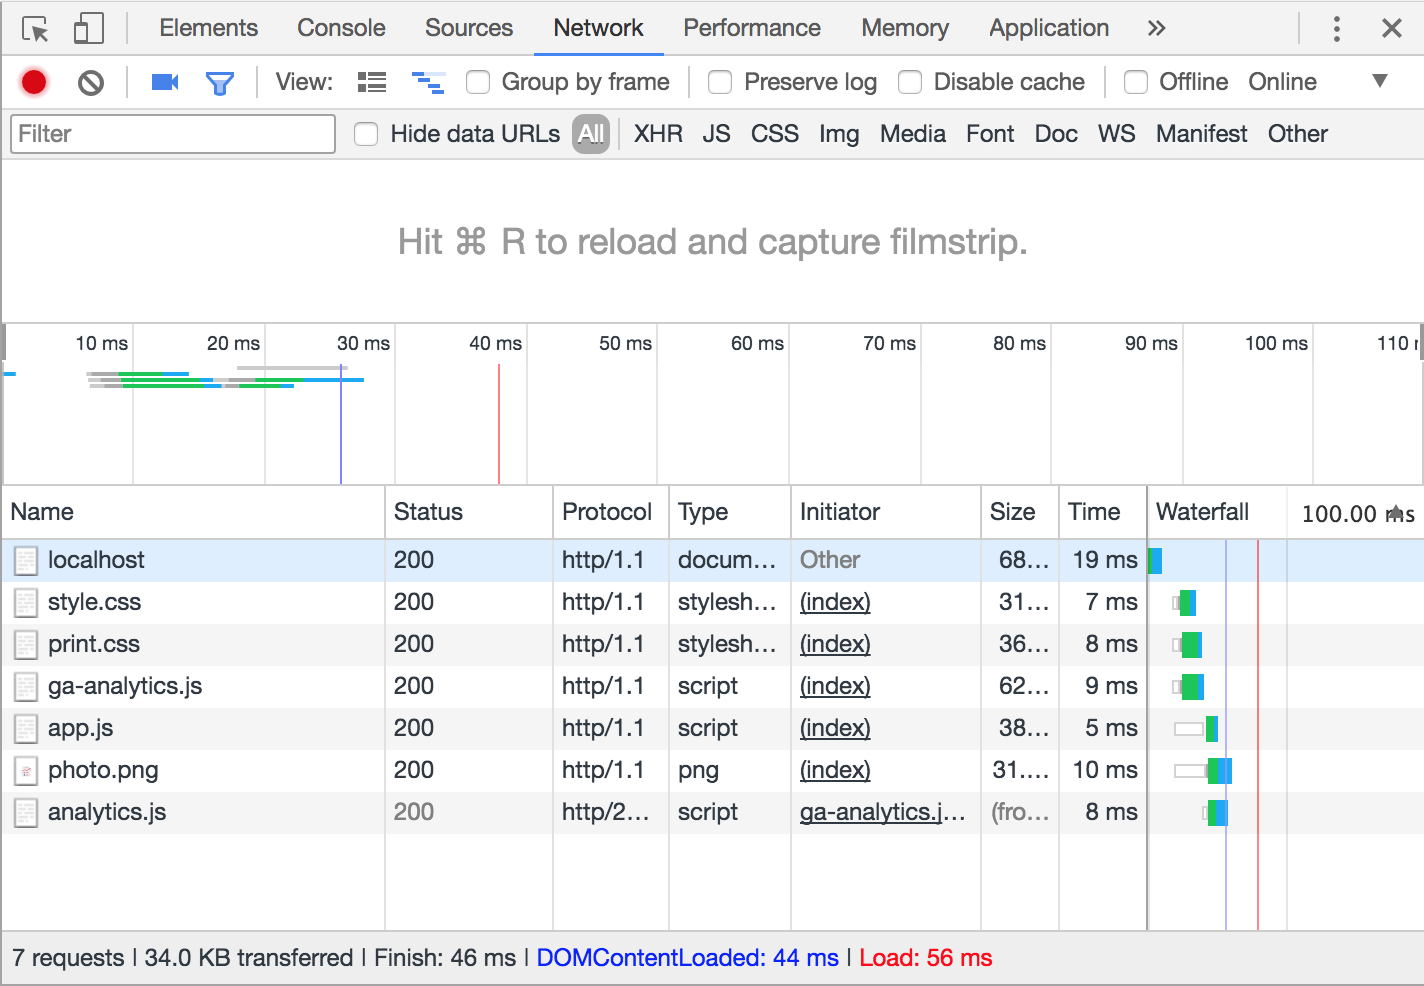 Elements Console Sources Network Performance Memory Application »
View: Group by frame Preserve log Disable cache Offline Online
Filter Hide data URLs All XHR JS CSS Img Media Font Doc WS Manifest Other
Hit ⌘ R to reload and capture filmstrip.
10 ms 20 ms 30 ms 40 ms 50 ms 60 ms 70 ms 80 ms 90 ms 100 ms 110
Name Status Protocol Type Initiator Size Time Waterfall 100.00 ms
localhost 200 http/1.1 docum… Other 68… 19 ms
style.css 200 http/1.1 stylesh… (index) 31… 7 ms
print.css 200 http/1.1 stylesh… (index) 36… 8 ms
ga-analytics.js 200 http/1.1 script (index) 62… 9 ms
app.js 200 http/1.1 script (index) 38… 5 ms
photo.png 200 http/1.1 png (index) 31.… 10 ms
analytics.js 200 http/2… script ga-analytics.j… (fro… 8 ms
7 requests | 34.0 KB transferred | Finish: 46 ms | DOMContentLoaded: 44 ms | Load: 56 ms